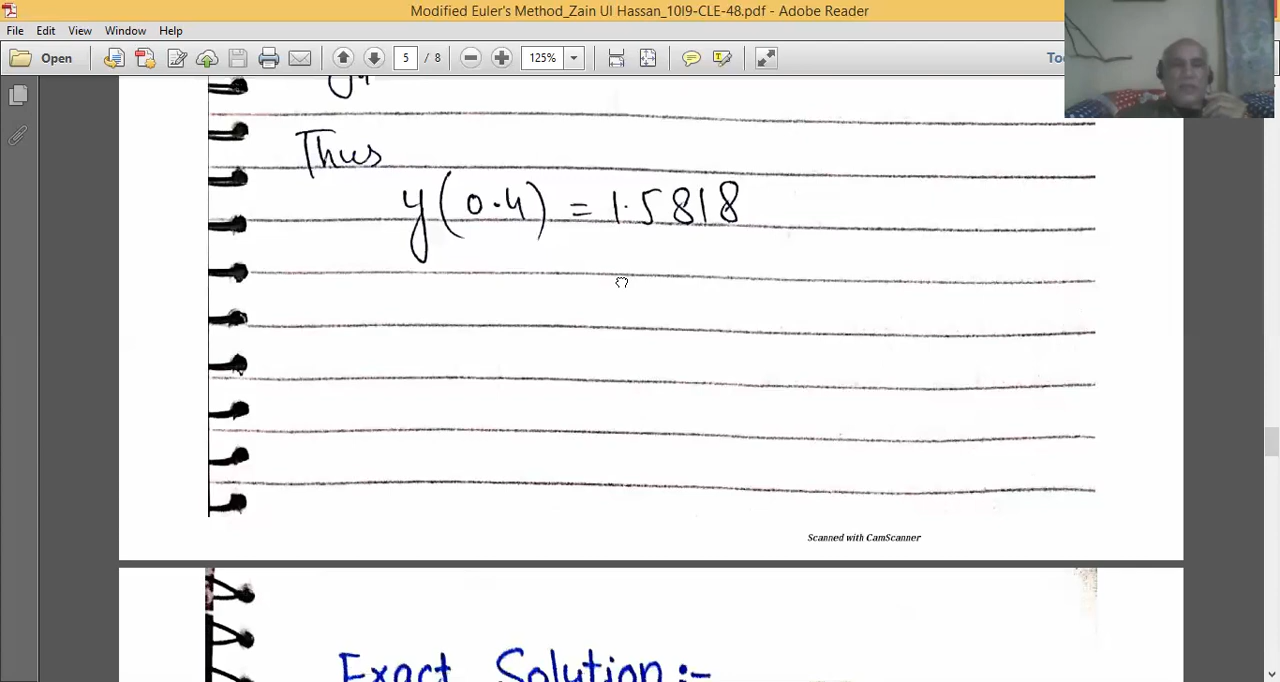 Modified Euler's Method_Zain Ul Hassan_10I9-CLE-48.pdf - Adobe Reader
File Edit View Window Help
Open 5 / 8 125%
Thus
y(0.4) = 1.5818
Scanned with CamScanner
Exact Solution:-